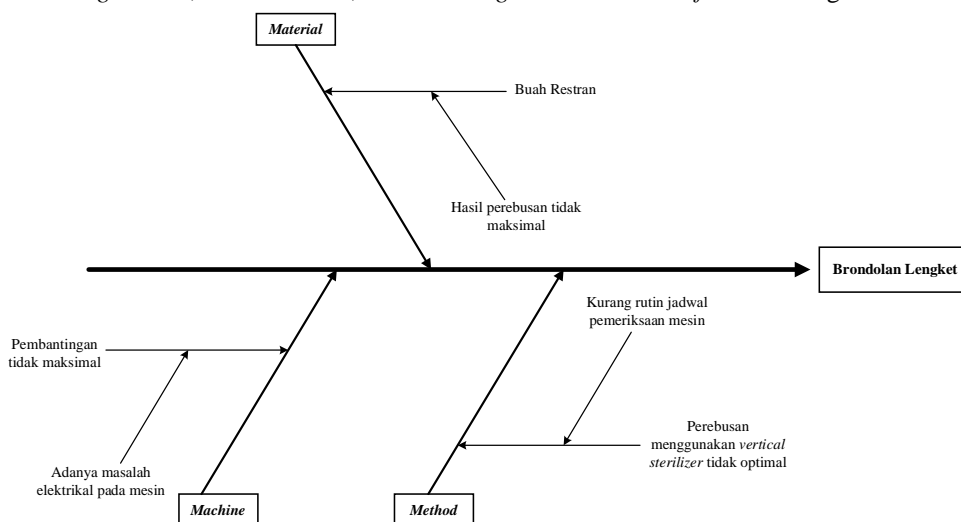 Material
Buah Restran
Hasil perebusan tidak
maksimal
Brondolan Lengket
Kurang rutin jadwal
pemeriksaan mesin
Pembantingan
tidak maksimal
Perebusan
menggunakan vertical
sterilizer tidak optimal
Adanya masalah
elektrikal pada mesin
Machine
Method